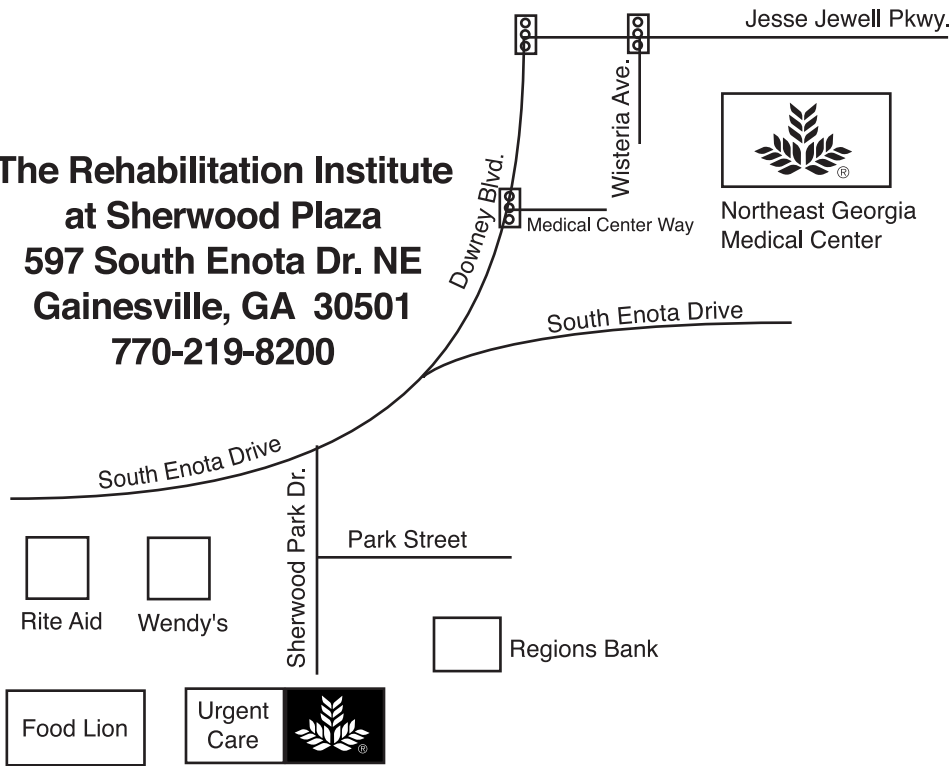 Jesse Jewell Pkwy.
Wisteria Ave.
The Rehabilitation Institute
at Sherwood Plaza
597 South Enota Dr. NE
Gainesville, GA 30501
770-219-8200
Downey Blvd.
Medical Center Way
®
Northeast Georgia
Medical Center
South Enota Drive
South Enota Drive
Sherwood Park Dr.
Park Street
Rite Aid
Wendy's
Regions Bank
Food Lion
Urgent
Care
®